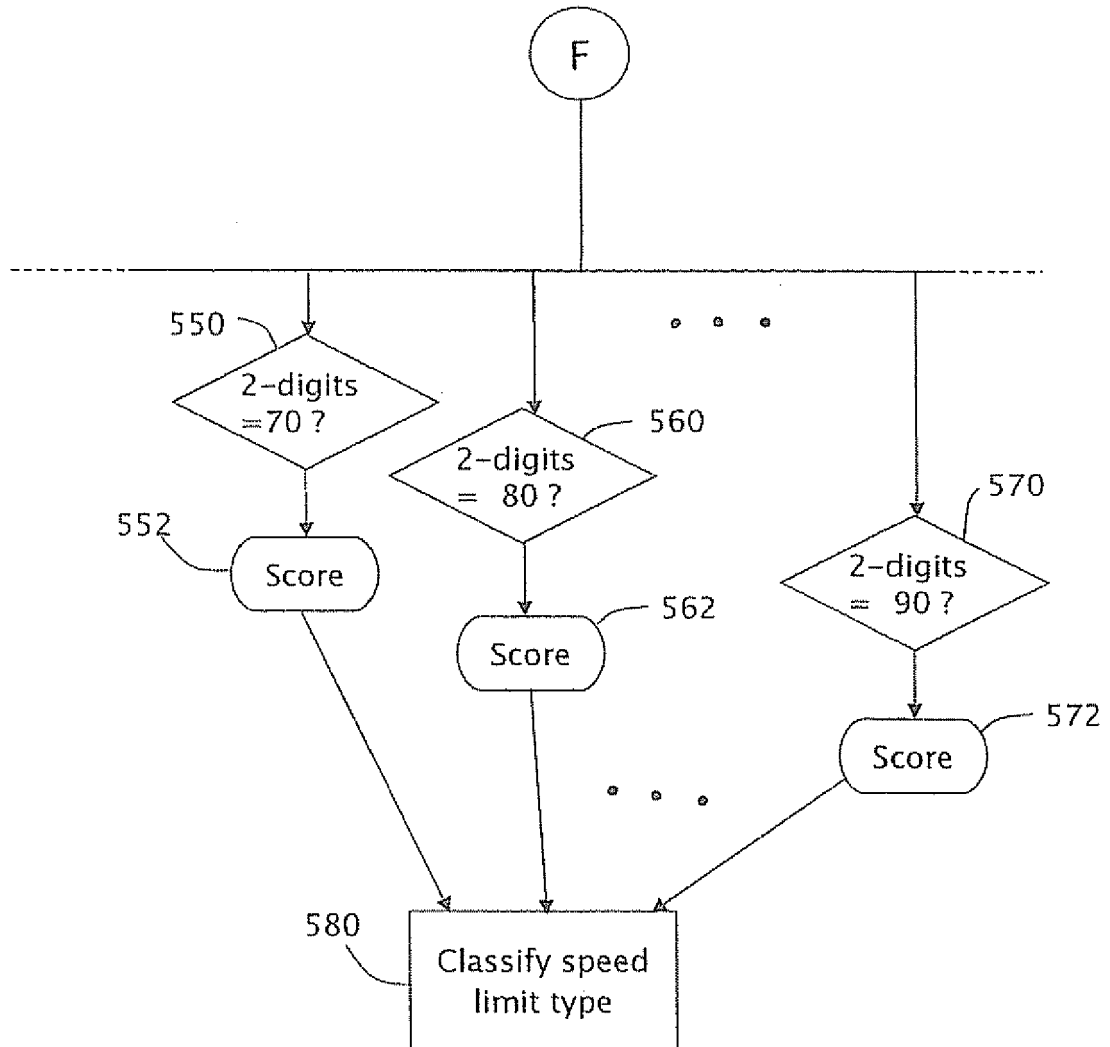 F
550
2-digits
=70 ?
560
2-digits
= 80 ?
570
2-digits
= 90 ?
552
Score
562
Score
572
Score
580
Classify speed
limit type